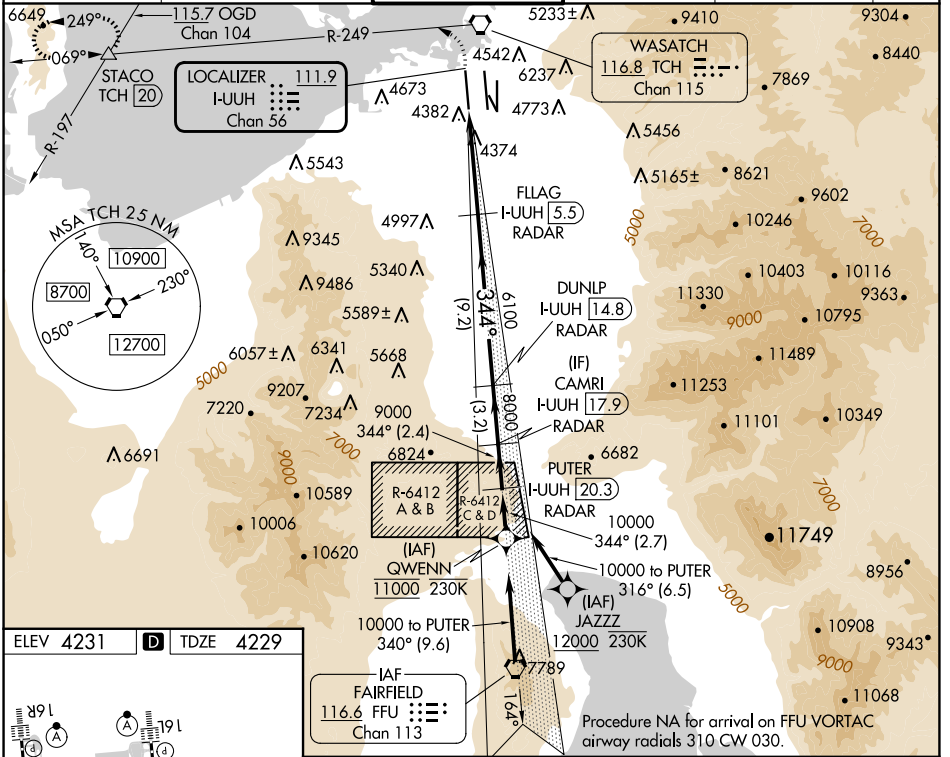 6649
249°
069°
115.7 OGD
Chan 104
R-249
STACO
TCH 20
R-197
LOCALIZER 111.9
I-UUH
Chan 56
4673
4382
4542
6237
4773
4374
5233±
WASATCH
116.8 TCH
Chan 115
9410
9304
8440
7869
5456
5165±
8621
9602
10246
5000
7000
5543
MSA TCH 25 NM
140°
10900
230°
8700
050°
12700
9345
9486
4997
5340
5589±
6057±
6341
5668
5000
9207
7220
7234
7000
6691
9000
10589
10006
10620
FLLAG
I-UUH 5.5
RADAR
6100
344°
(9.2)
DUNLP
I-UUH 14.8
RADAR
(IF)
CAMRI
I-UUH 17.9
RADAR
8000
(3.2)
9000
344° (2.4)
6824
6682
PUTER
I-UUH 20.3
RADAR
R-6412
A & B
R-6412
C & D
10000
344° (2.7)
(IAF)
QWENN
11000 230K
10000 to PUTER
316° (6.5)
(IAF)
JAZZZ
12000 230K
10000 to PUTER
340° (9.6)
7789
164°
IAF
FAIRFIELD
116.6 FFU
Chan 113
10403
10116
9363
11330
9000
10795
11489
11253
11101
10349
7000
11749
8956
5000
10908
9343
9000
11068
Procedure NA for arrival on FFU VORTAC
airway radials 310 CW 030.
ELEV 4231
D
TDZE 4229
16R
A
A
16L
P
P